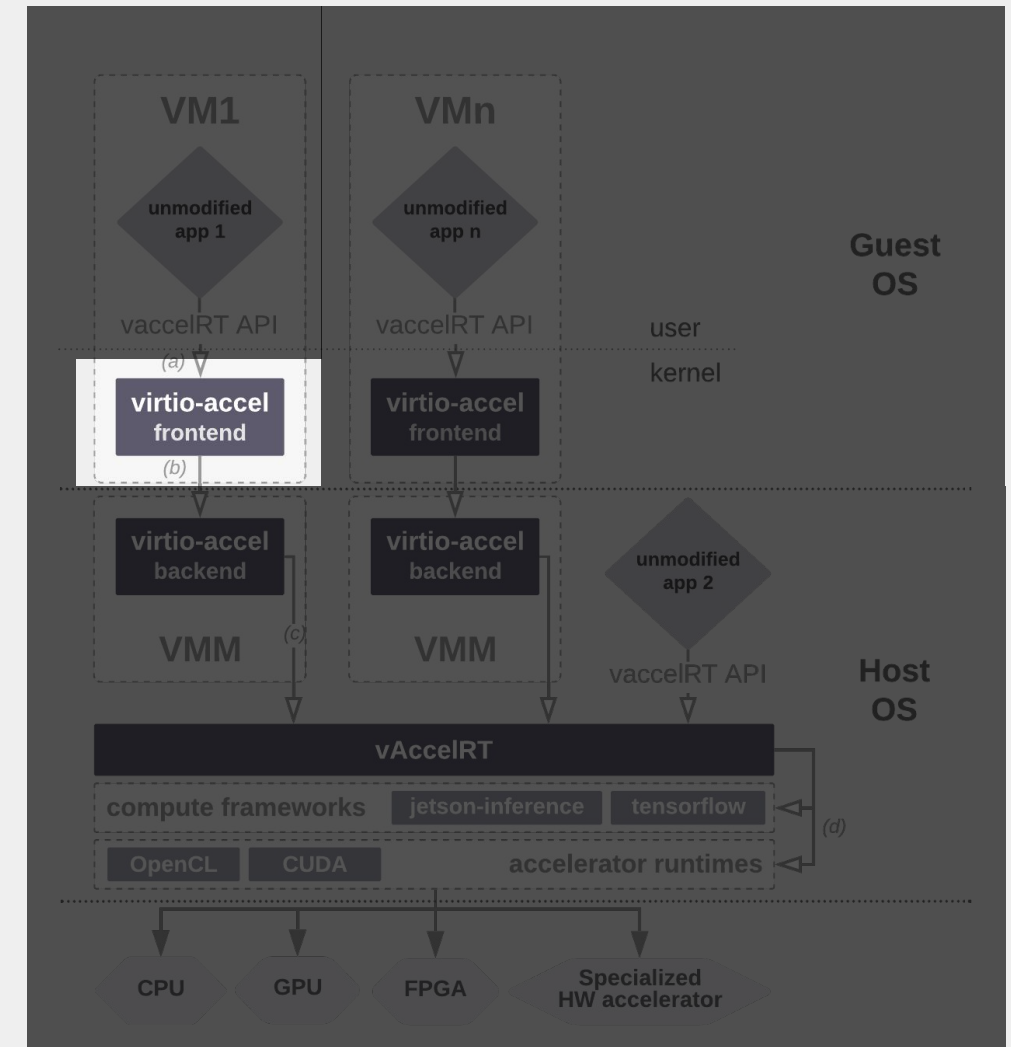 VM1
VMn
unmodified
app 1
unmodified
app n
Guest
OS
vaccelRT API
vaccelRT API
user
(a)
kernel
virtio-accel
frontend
virtio-accel
frontend
(b)
virtio-accel
backend
virtio-accel
backend
unmodified
app 2
(c)
VMM
VMM
vaccelRT API
Host
OS
vAccelRT
compute frameworks
jetson-inference
tensorflow
(d)
OpenCL
CUDA
accelerator runtimes
CPU
GPU
FPGA
Specialized
HW accelerator